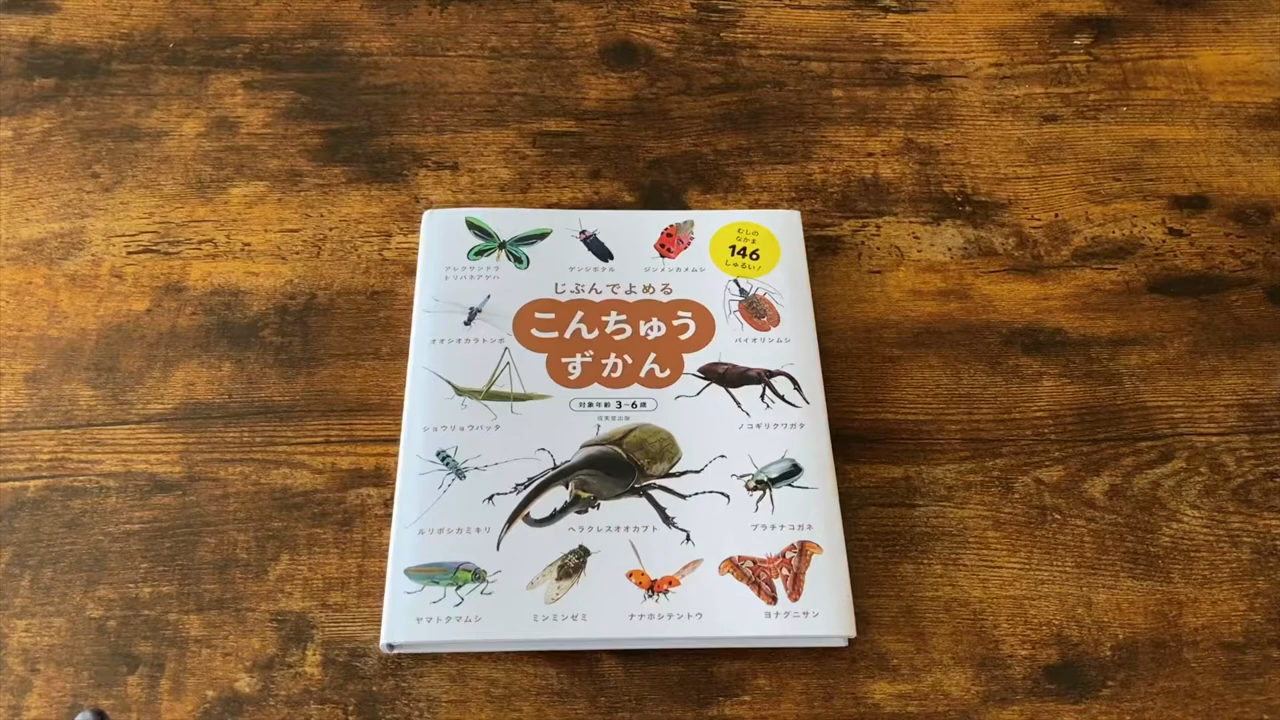 アレクサンドラ
トリバネアゲハ
ゲンジボタル
ジンメンカメムシ
むしの
なかま
146
しゅるい!
じぶんでよめる
こんちゅう
ずかん
対象年齢 3~6歳
成美堂出版
オオシオカラトンボ
バイオリンムシ
ショウリョウバッタ
ノコギリクワガタ
ルリボシカミキリ
ヘラクレスオオカブト
プラチナコガネ
ヤマトタマムシ
ミンミンゼミ
ナナホシテントウ
ヨナグニサン